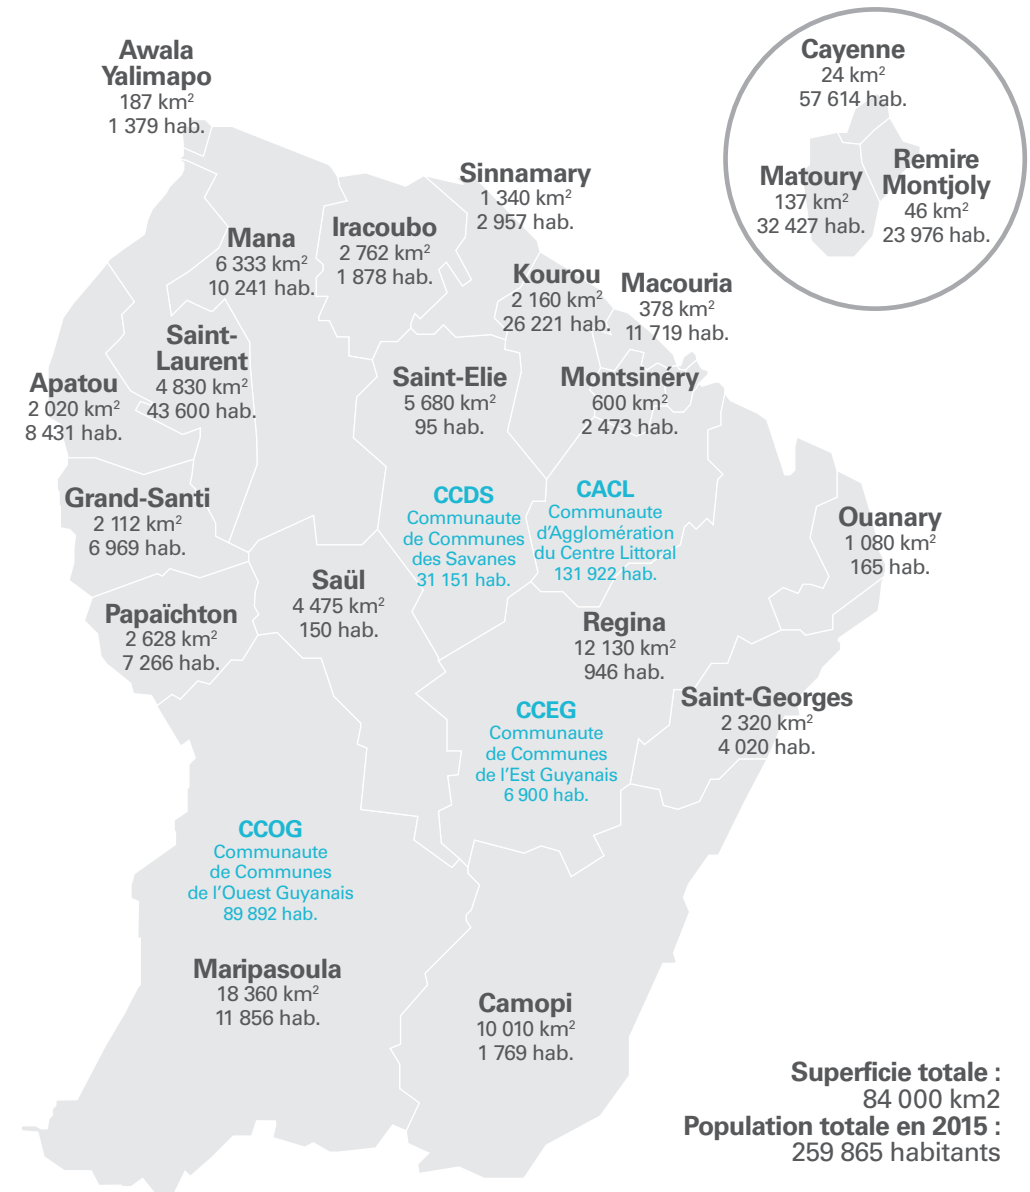 Awala
Yalimapo
187 km²
1 379 hab.
Cayenne
24 km²
57 614 hab.
Matoury
137 km²
32 427 hab.
Remire
Montjoly
46 km²
23 976 hab.
Sinnamary
1 340 km²
2 957 hab.
Iracoubo
2 762 km²
1 878 hab.
Mana
6 333 km²
10 241 hab.
Kourou
2 160 km²
26 221 hab.
Macouria
378 km²
11 719 hab.
Saint-
Laurent
4 830 km²
43 600 hab.
Apatou
2 020 km²
8 431 hab.
Saint-Elie
5 680 km²
95 hab.
Montsinéry
600 km²
2 473 hab.
Grand-Santi
2 112 km²
6 969 hab.
CCDS
Communaute
de Communes
des Savanes
31 151 hab.
CACL
Communaute
d'Agglomération
du Centre Littoral
131 922 hab.
Ouanary
1 080 km²
165 hab.
Saül
4 475 km²
150 hab.
Papaïchton
2 628 km²
7 266 hab.
Regina
12 130 km²
946 hab.
Saint-Georges
2 320 km²
4 020 hab.
CCEG
Communaute
de Communes
de l'Est Guyanais
6 900 hab.
CCOG
Communaute
de Communes
de l'Ouest Guyanais
89 892 hab.
Maripasoula
18 360 km²
11 856 hab.
Camopi
10 010 km²
1 769 hab.
Superficie totale :
84 000 km2
Population totale en 2015 :
259 865 habitants